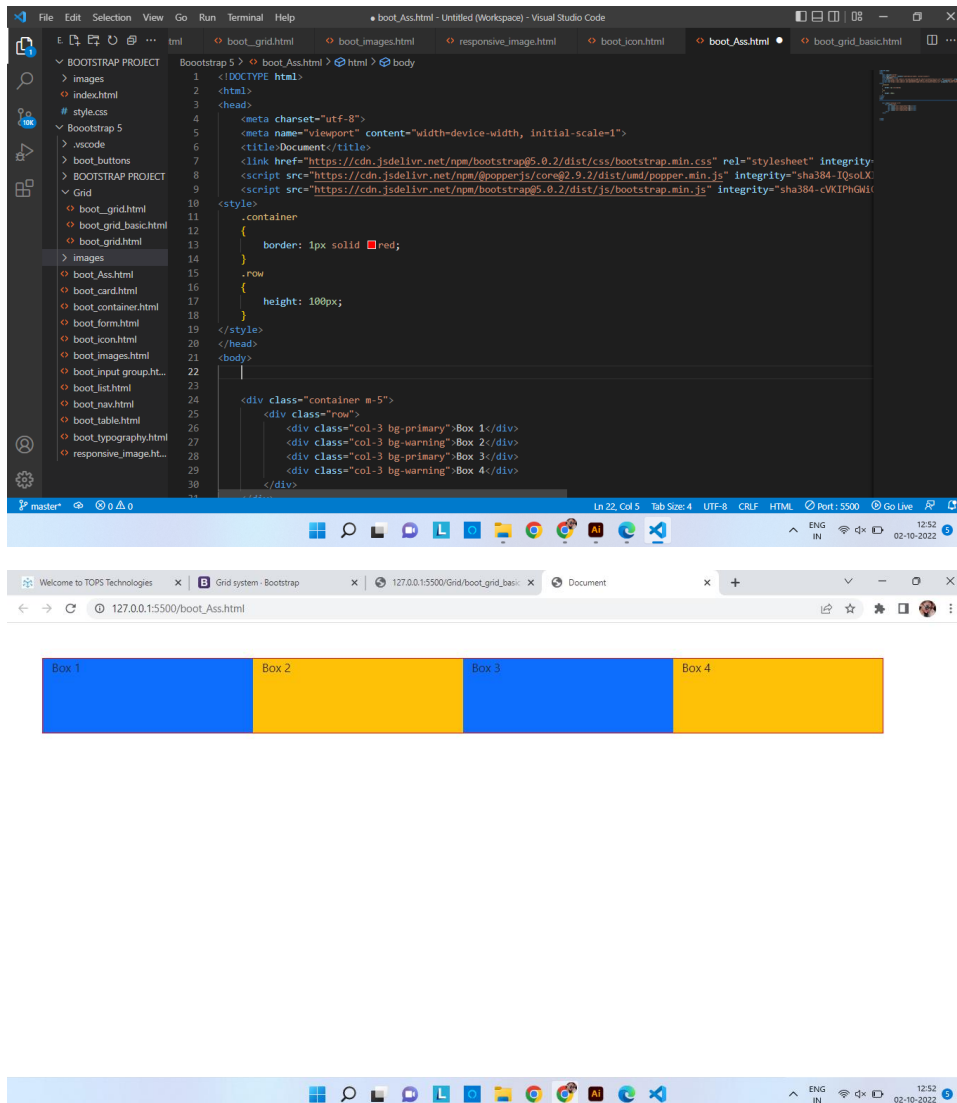 File Edit Selection View Go Run Terminal Help ● boot_Ass.html - Untitled (Workspace) - Visual Studio Code
E ··· tml boot__grid.html boot_images.html responsive_image.html boot_icon.html boot_Ass.html ● boot_grid_basic.html ···
BOOTSTRAP PROJECT
images
index.html
# style.css
Boootstrap 5
.vscode
boot_buttons
BOOTSTRAP PROJECT
Grid
boot__grid.html
boot_grid_basic.html
boot_grid.html
images
boot_Ass.html
boot_card.html
boot_container.html
boot_form.html
boot_icon.html
boot_images.html
boot_input group.ht...
boot_list.html
boot_nav.html
boot_table.html
boot_typography.html
responsive_image.ht...
1
10K
Boootstrap 5 > boot_Ass.html > html > body
1 <!DOCTYPE html>
2 <html>
3 <head>
4 <meta charset="utf-8">
5 <meta name="viewport" content="width=device-width, initial-scale=1">
6 <title>Document</title>
7 <link href="https://cdn.jsdelivr.net/npm/bootstrap@5.0.2/dist/css/bootstrap.min.css" rel="stylesheet" integrity=
8 <script src="https://cdn.jsdelivr.net/npm/@popperjs/core@2.9.2/dist/umd/popper.min.js" integrity="sha384-IQsoLX
9 <script src="https://cdn.jsdelivr.net/npm/bootstrap@5.0.2/dist/js/bootstrap.min.js" integrity="sha384-cVKIPhGWi
10 <style>
11 .container
12 {
13 border: 1px solid red;
14 }
15 .row
16 {
17 height: 100px;
18 }
19 </style>
20 </head>
21 <body>
22
23
24 <div class="container m-5">
25 <div class="row">
26 <div class="col-3 bg-primary">Box 1</div>
27 <div class="col-3 bg-warning">Box 2</div>
28 <div class="col-3 bg-primary">Box 3</div>
29 <div class="col-3 bg-warning">Box 4</div>
30 </div>
master* 0 0 Ln 22, Col 5 Tab Size: 4 UTF-8 CRLF HTML Port : 5500 Go Live
L Ai ENG 12:52
IN 02-10-2022 5
Welcome to TOPS Technologies × B Grid system · Bootstrap × 127.0.0.1:5500/Grid/boot_grid_basic × Document × +
127.0.0.1:5500/boot_Ass.html
Box 1 Box 2 Box 3 Box 4
L Ai ENG 12:52
IN 02-10-2022 5